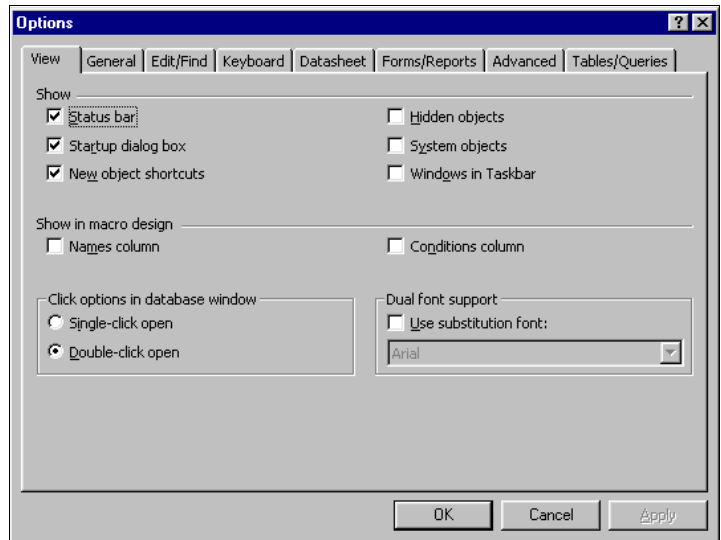 Options
View General Edit/Find Keyboard Datasheet Forms/Reports Advanced Tables/Queries
Show
Status bar Hidden objects
Startup dialog box System objects
New object shortcuts Windows in Taskbar
Show in macro design
Names column Conditions column
Click options in database window Dual font support
Single-click open Use substitution font:
Double-click open Arial
OK Cancel Apply